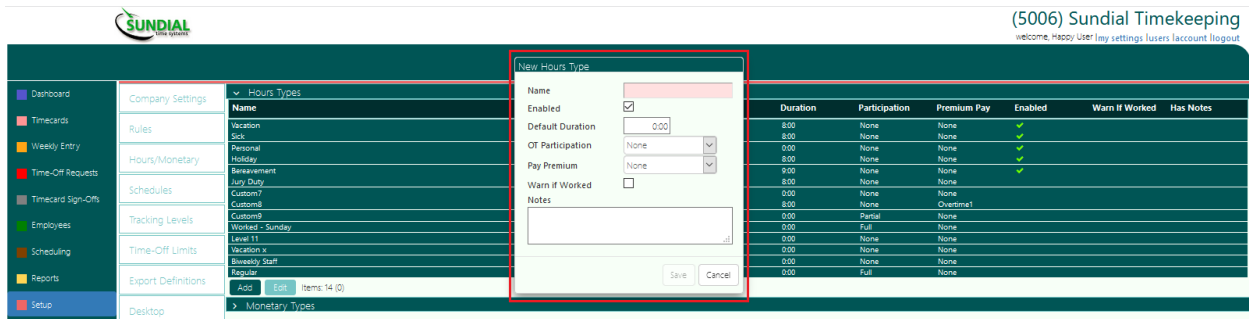 SUNDIAL
time systems
(5006) Sundial Timekeeping
welcome, Happy User |my settings |users |account |logout
Dashboard
Timecards
Weekly Entry
Time-Off Requests
Timecard Sign-Offs
Employees
Scheduling
Reports
Setup
Company Settings
Rules
Hours/Monetary
Schedules
Tracking Levels
Time-Off Limits
Export Definitions
Desktop
Hours Types
Name Duration Participation Premium Pay Enabled Warn If Worked Has Notes
Vacation 8:00 None None
Sick 8:00 None None
Personal 0:00 None None
Holiday 8:00 None None
Bereavement 9:00 None None
Jury Duty 8:00 None None
Custom7 0:00 None None
Custom8 8:00 None Overtime1
Custom9 0:00 Partial None
Worked - Sunday 0:00 Full None
Level 11 0:00 None None
Vacation x 0:00 None None
Biweekly Staff 0:00 None None
Regular 0:00 Full None
Add Edit Items: 14 (0)
Monetary Types
New Hours Type
Name
Enabled
Default Duration 0:00
OT Participation None
Pay Premium None
Warn if Worked
Notes
Save Cancel